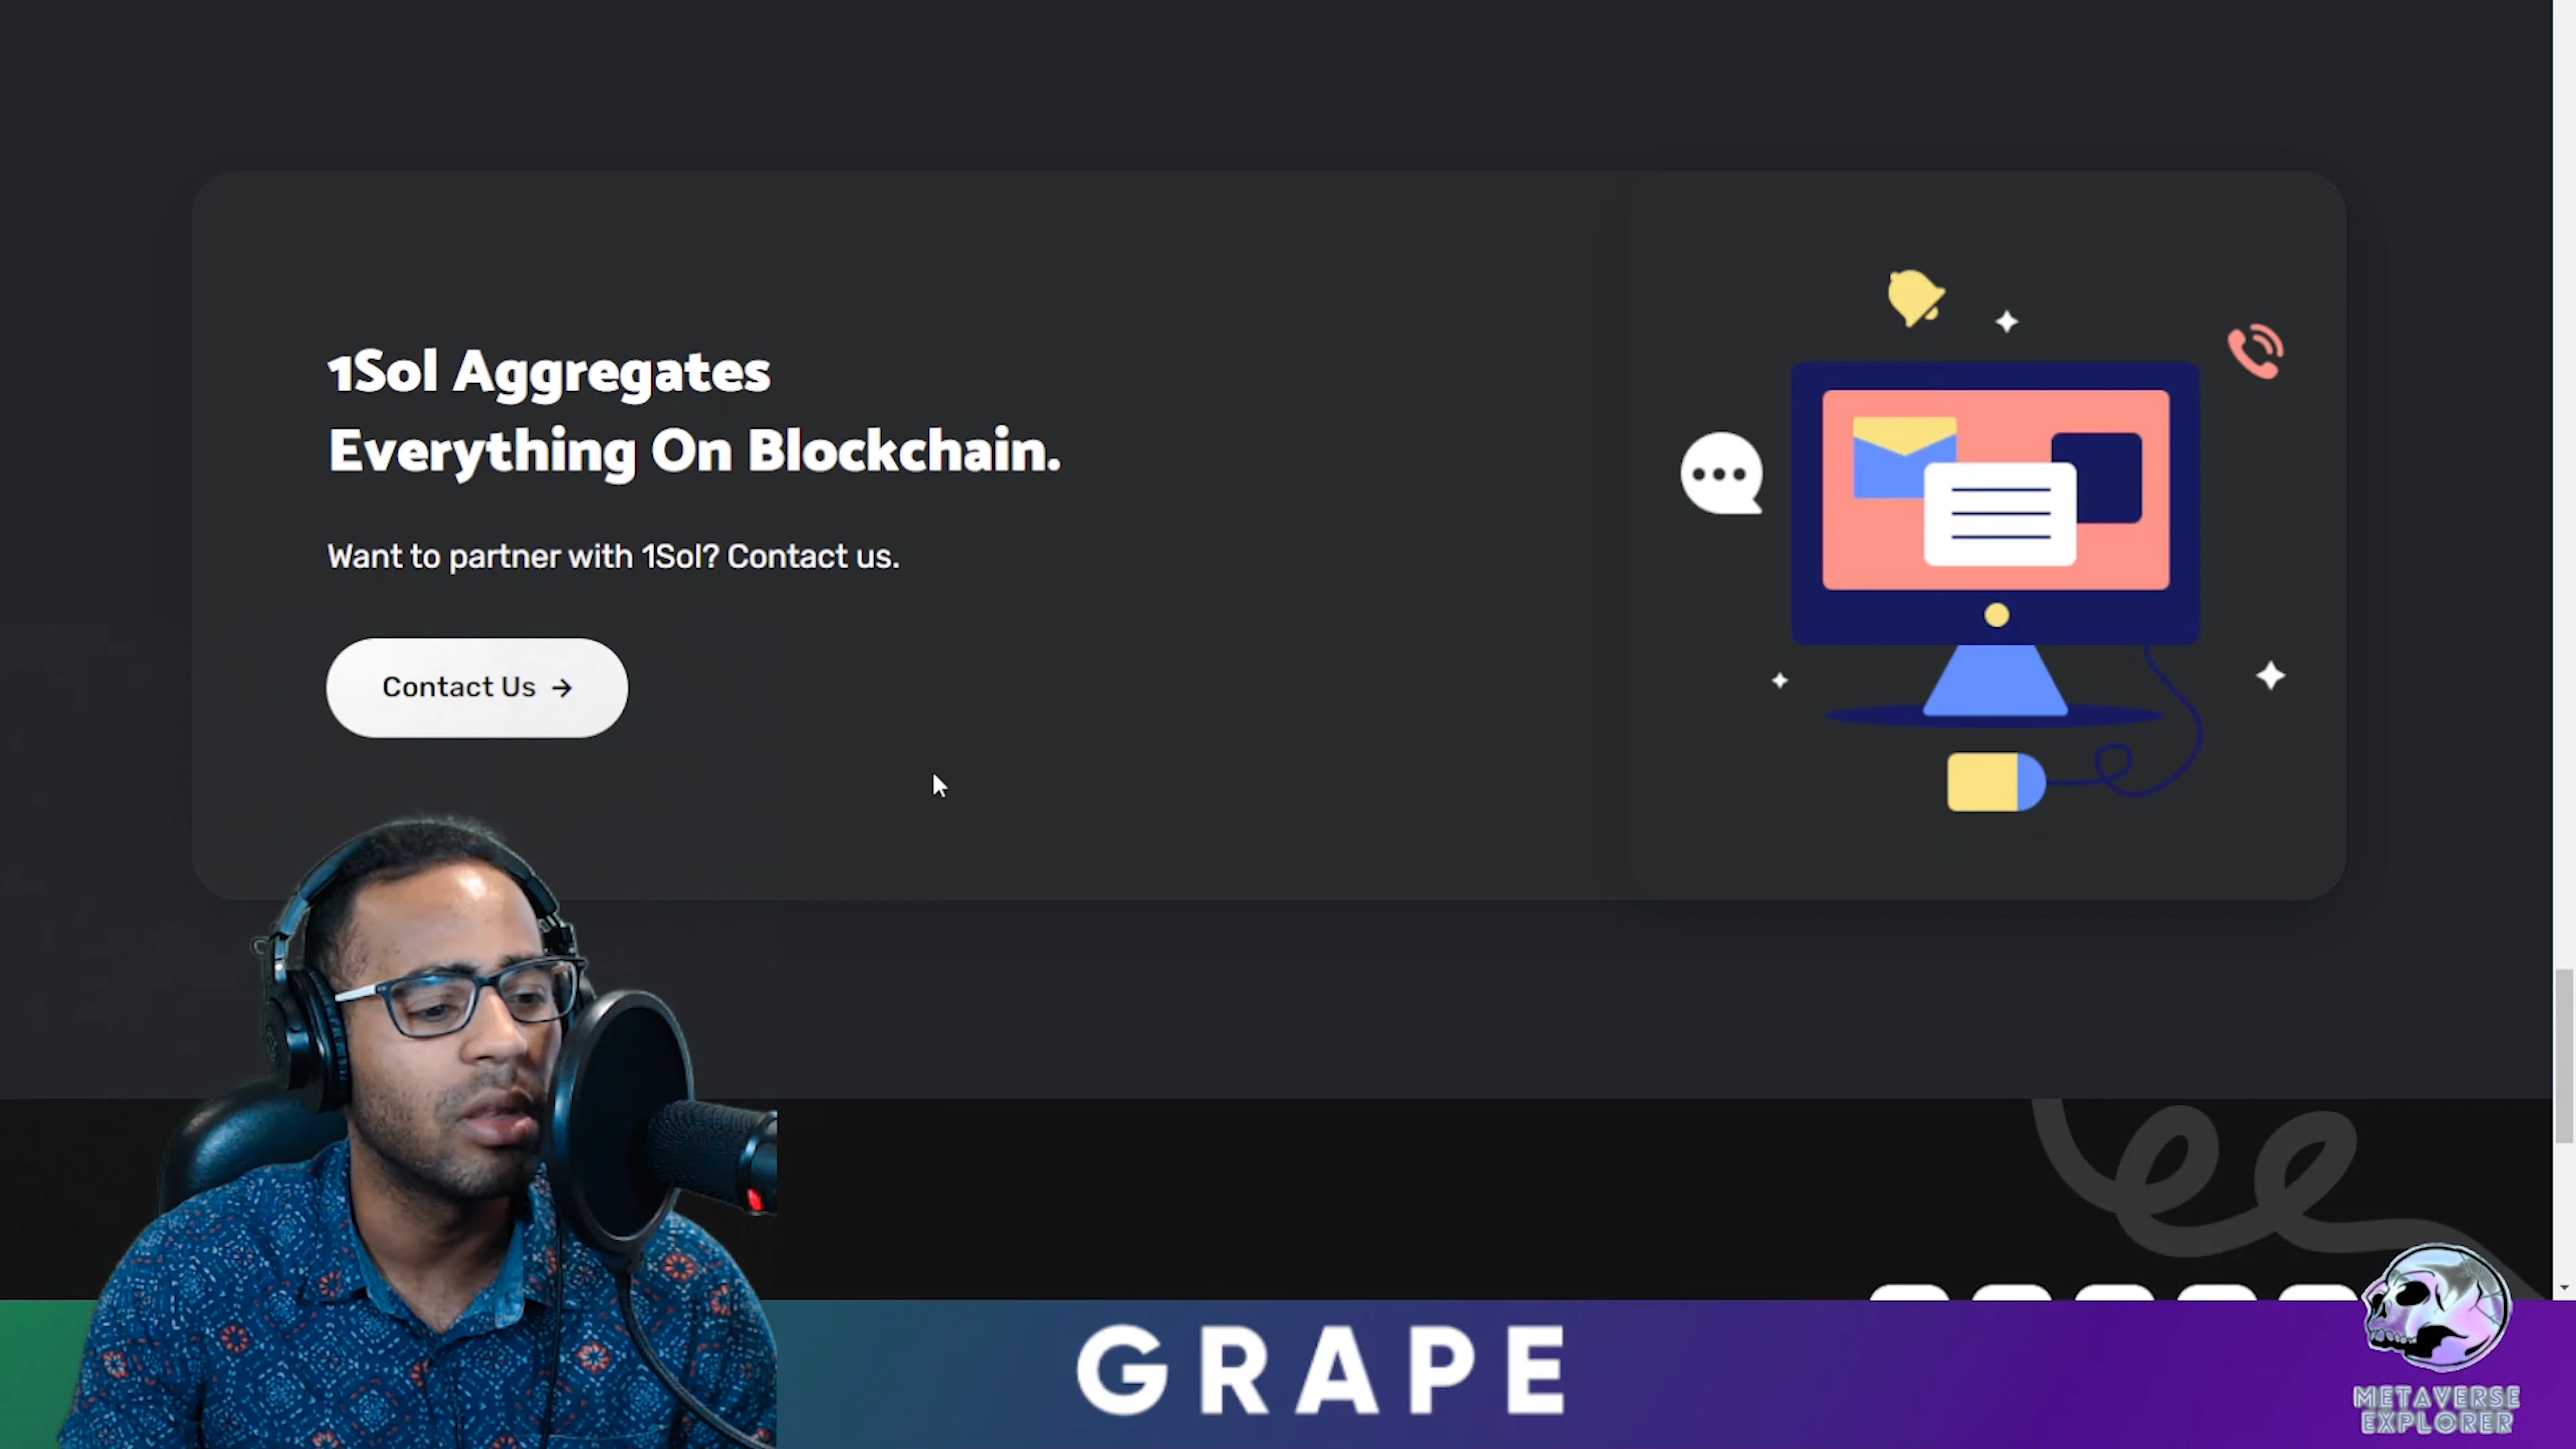 1Sol Aggregates
Everything On Blockchain.
Want to partner with 1Sol? Contact us.
Contact Us →
GRAPE
METAVERSE
EXPLORER